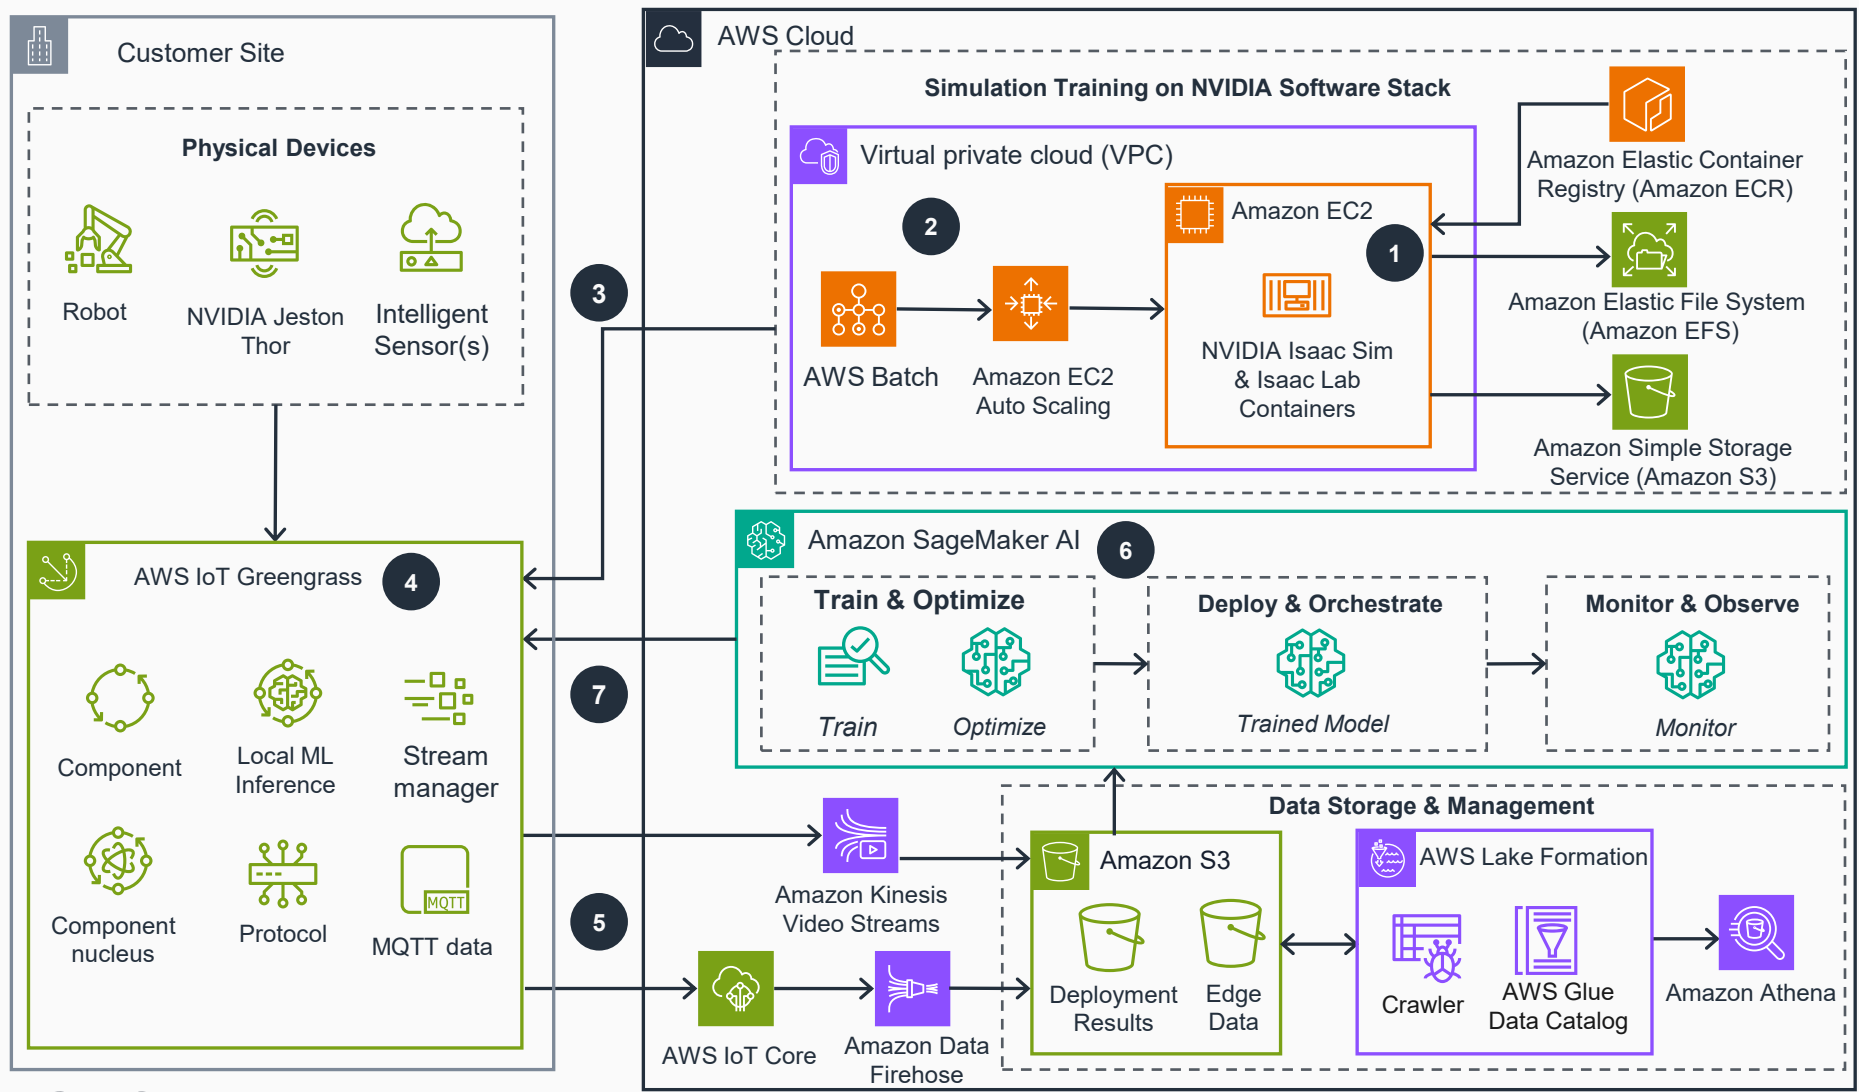 Customer Site
Physical Devices
Robot
NVIDIA Jeston
Thor
Intelligent
Sensor(s)
3
AWS IoT Greengrass
4
Component
Local ML
Inference
Stream
manager
Component
nucleus
Protocol
MQTT
MQTT data
7
5
AWS Cloud
Simulation Training on NVIDIA Software Stack
Virtual private cloud (VPC)
2
AWS Batch
Amazon EC2
Auto Scaling
Amazon EC2
1
NVIDIA Isaac Sim
& Isaac Lab
Containers
Amazon Elastic Container
Registry (Amazon ECR)
Amazon Elastic File System
(Amazon EFS)
Amazon Simple Storage
Service (Amazon S3)
Amazon SageMaker AI
6
Train & Optimize
Train
Optimize
Deploy & Orchestrate
Trained Model
Monitor & Observe
Monitor
Amazon Kinesis
Video Streams
AWS IoT Core
Amazon Data
Firehose
Data Storage & Management
Amazon S3
Deployment
Results
Edge
Data
AWS Lake Formation
Crawler
AWS Glue
Data Catalog
Amazon Athena